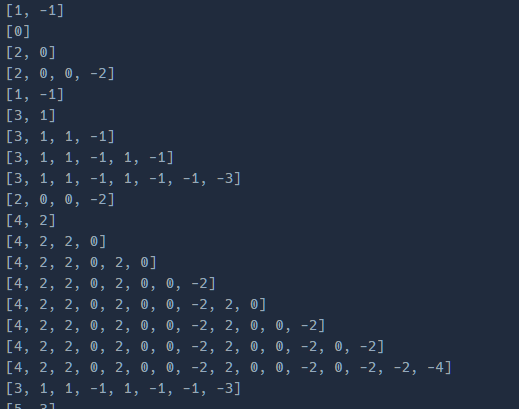 [1, -1]
[0]
[2, 0]
[2, 0, 0, -2]
[1, -1]
[3, 1]
[3, 1, 1, -1]
[3, 1, 1, -1, 1, -1]
[3, 1, 1, -1, 1, -1, -1, -3]
[2, 0, 0, -2]
[4, 2]
[4, 2, 2, 0]
[4, 2, 2, 0, 2, 0]
[4, 2, 2, 0, 2, 0, 0, -2]
[4, 2, 2, 0, 2, 0, 0, -2, 2, 0]
[4, 2, 2, 0, 2, 0, 0, -2, 2, 0, 0, -2]
[4, 2, 2, 0, 2, 0, 0, -2, 2, 0, 0, -2, 0, -2]
[4, 2, 2, 0, 2, 0, 0, -2, 2, 0, 0, -2, 0, -2, -2, -4]
[3, 1, 1, -1, 1, -1, -1, -3]
[5, 3]